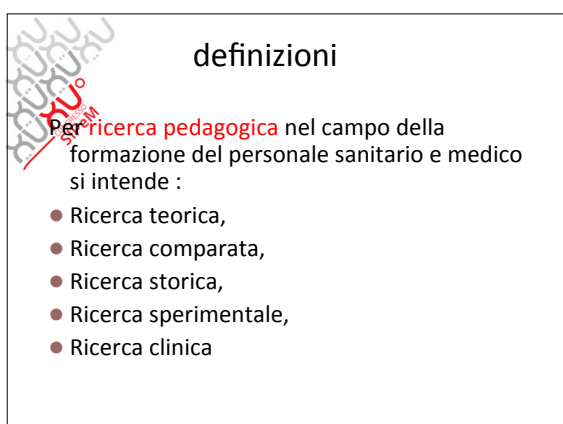 definizioni
Per ricerca pedagogica nel campo della
formazione del personale sanitario e medico
si intende :
Ricerca teorica,
Ricerca comparata,
Ricerca storica,
Ricerca sperimentale,
Ricerca clinica